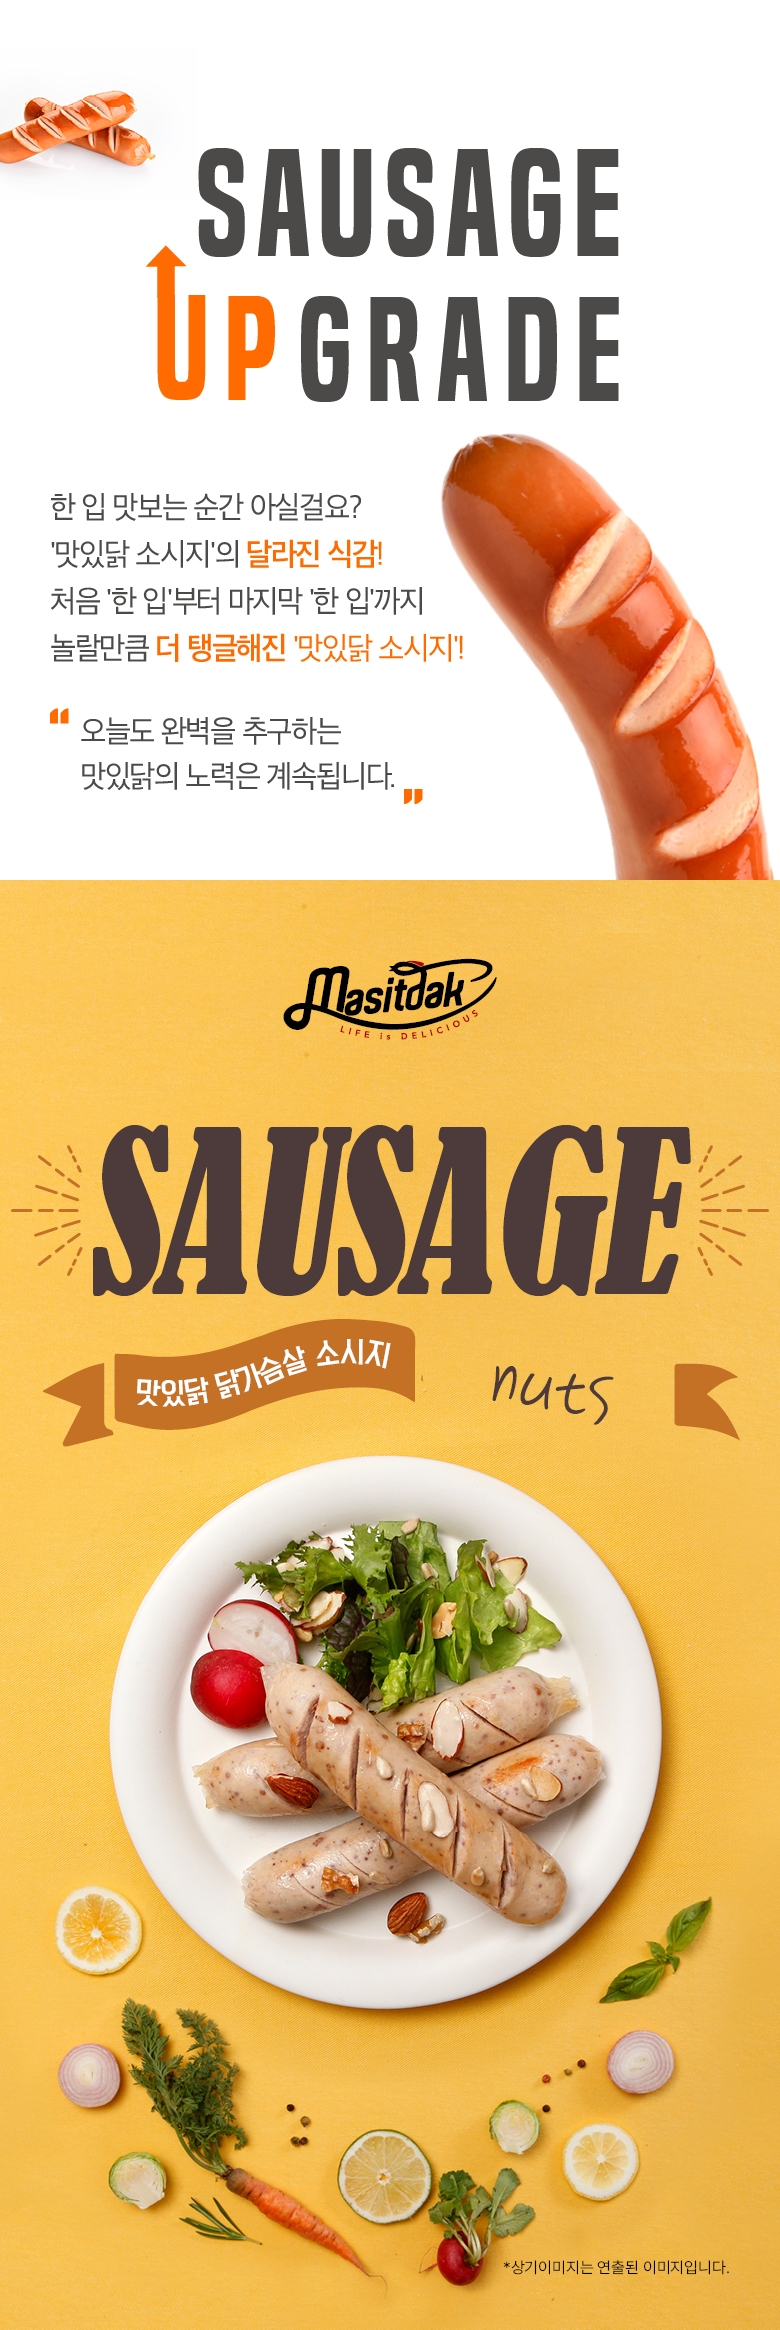 SAUSAGE
UPGRADE
한 입 맛보는 순간 아실걸요?
'맛있닭 소시지'의 달라진 식감!
처음 '한 입'부터 마지막 '한 입'까지
놀랄만큼 더 탱글해진 '맛있닭 소시지'!
“ 오늘도 완벽을 추구하는
맛있닭의 노력은 계속됩니다. ”
Masitdak
LIFE is DELICIOUS
SAUSAGE
맛있닭 닭가슴살 소시지
nuts
*상기이미지는 연출된 이미지입니다.